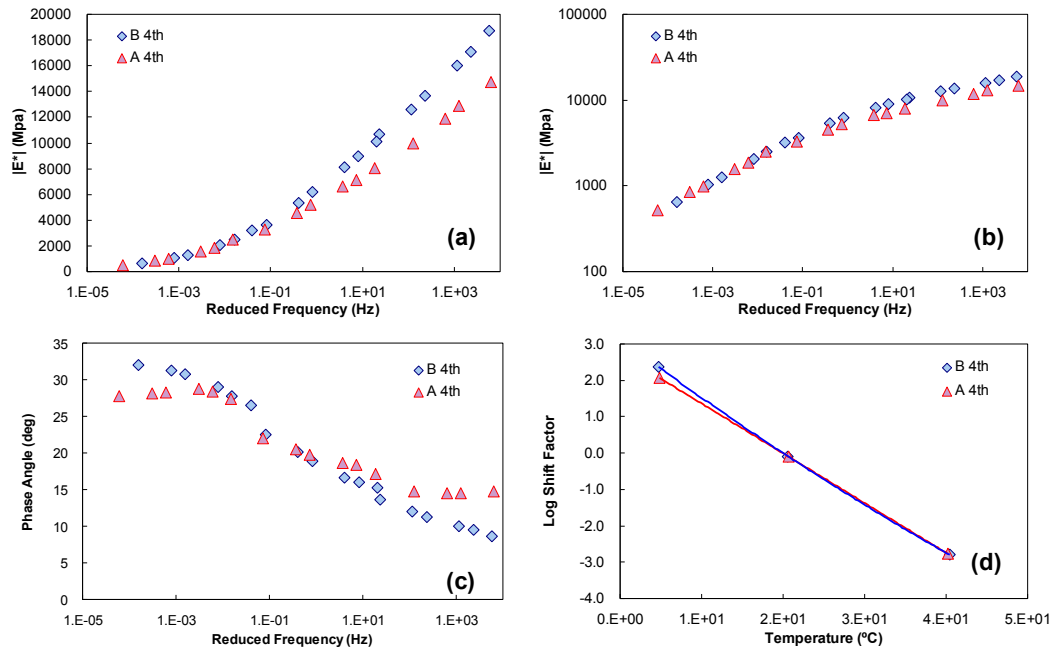 20000
18000
16000
14000
12000
10000
8000
6000
4000
2000
0
|E*| (Mpa)
B 4th
A 4th
(a)
1.E-05 1.E-03 1.E-01 1.E+01 1.E+03
Reduced Frequency (Hz)
100000
10000
1000
100
|E*| (Mpa)
B 4th
A 4th
(b)
1.E-05 1.E-03 1.E-01 1.E+01 1.E+03
Reduced Frequency (Hz)
35
30
25
20
15
10
5
0
Phase Angle (deg)
B 4th
A 4th
(c)
1.E-05 1.E-03 1.E-01 1.E+01 1.E+03
Reduced Frequency (Hz)
3.0
2.0
1.0
0.0
-1.0
-2.0
-3.0
-4.0
Log Shift Factor
B 4th
A 4th
(d)
0.E+00 1.E+01 2.E+01 3.E+01 4.E+01 5.E+01
Temperature (ºC)